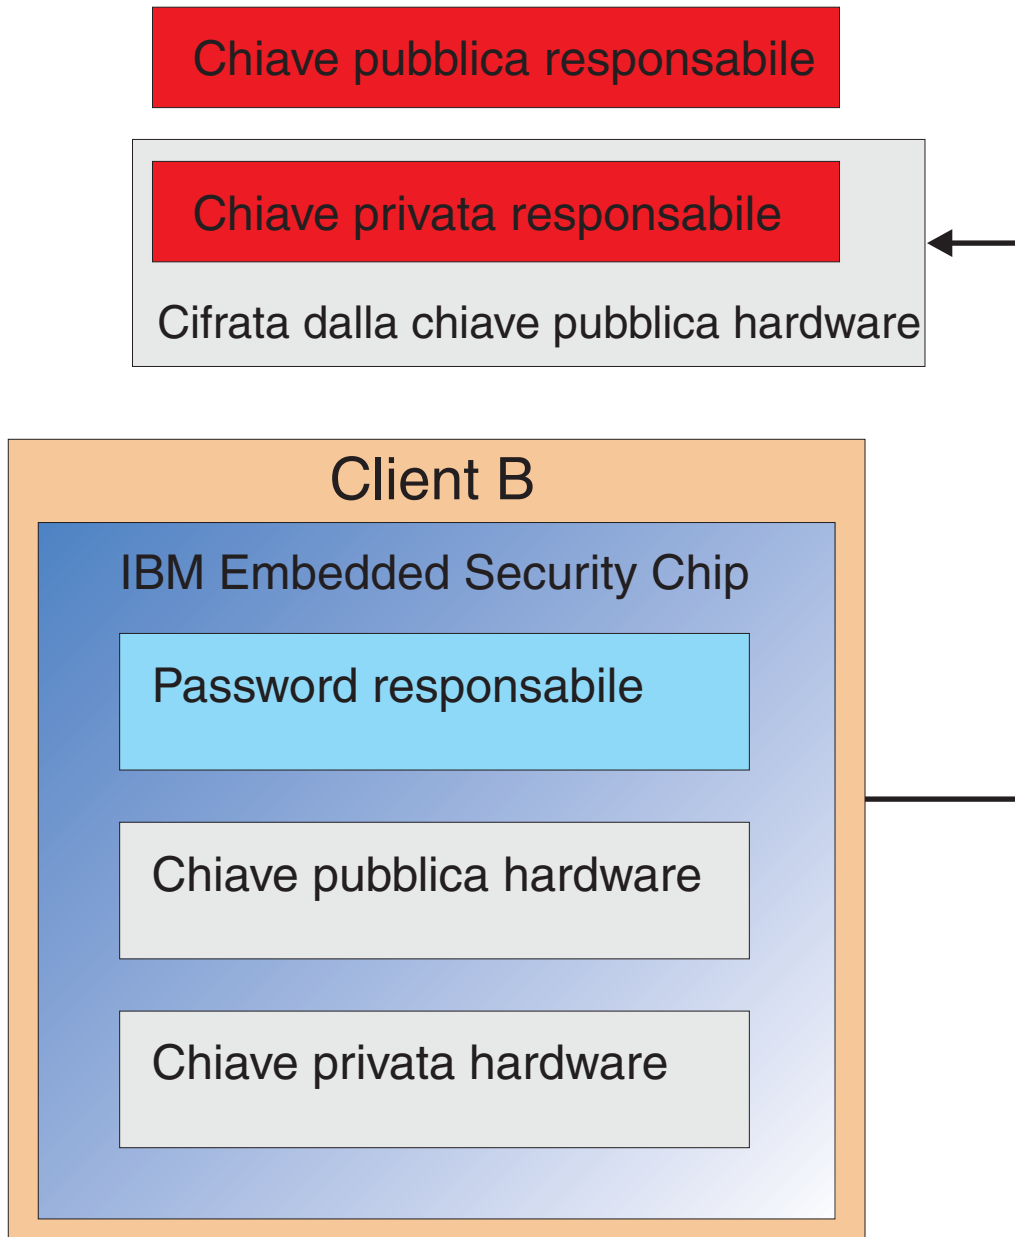 Chiave pubblica responsabile
Chiave privata responsabile
Cifrata dalla chiave pubblica hardware
Client B
IBM Embedded Security Chip
Password responsabile
Chiave pubblica hardware
Chiave privata hardware